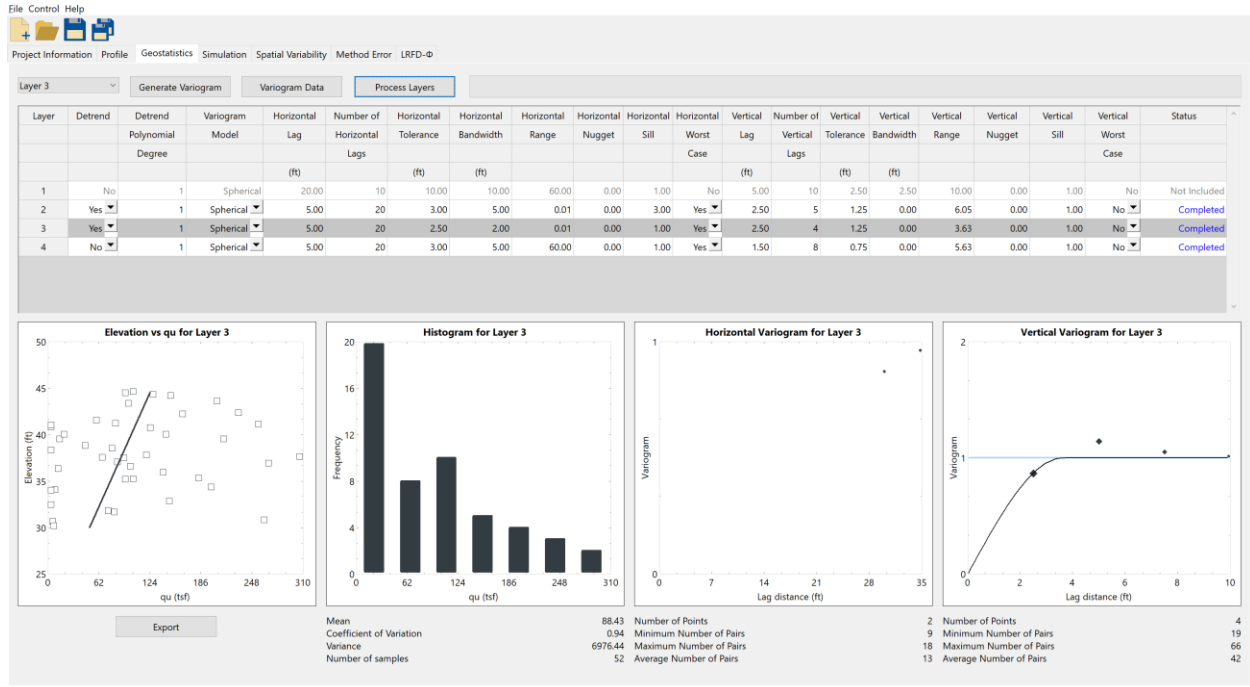 File Control Help
Project Information Profile Geostatistics Simulation Spatial Variability Method Error LRFD-Φ
Layer 3 Generate Variogram Variogram Data Process Layers
Layer Detrend Detrend Variogram Horizontal Number of Horizontal Horizontal Horizontal Horizontal Horizontal Horizontal Vertical Number of Vertical Vertical Vertical Vertical Vertical Vertical Status
Polynomial Model Lag Horizontal Tolerance Bandwidth Range Nugget Sill Worst Lag Vertical Tolerance Bandwidth Range Nugget Sill Worst
Degree Lags Case Lags Case
(ft) (ft) (ft) (ft) (ft) (ft)
1 No 1 Spherical 20.00 10 10.00 10.00 60.00 0.00 1.00 No 5.00 10 2.50 2.50 10.00 0.00 1.00 No Not Included
2 Yes 1 Spherical 5.00 20 3.00 5.00 0.01 0.00 3.00 Yes 2.50 5 1.25 0.00 6.05 0.00 1.00 No Completed
3 Yes 1 Spherical 5.00 20 2.50 2.00 0.01 0.00 1.00 Yes 2.50 4 1.25 0.00 3.63 0.00 1.00 No Completed
4 No 1 Spherical 5.00 20 3.00 5.00 60.00 0.00 1.00 Yes 1.50 8 0.75 0.00 5.63 0.00 1.00 No Completed
Elevation vs qu for Layer 3
50
45
40
35
30
25
Elevation (ft)
0 62 124 186 248 310
qu (tsf)
Export
Histogram for Layer 3
20
16
12
8
4
0
Frequency
0 62 124 186 248 310
qu (tsf)
Mean 88.43
Coefficient of Variation 0.94
Variance 6976.44
Number of samples 52
Horizontal Variogram for Layer 3
1
0
Variogram
0 7 14 21 28 35
Lag distance (ft)
Number of Points 2
Minimum Number of Pairs 9
Maximum Number of Pairs 18
Average Number of Pairs 13
Vertical Variogram for Layer 3
2
1
0
Variogram
0 2 4 6 8 10
Lag distance (ft)
Number of Points 4
Minimum Number of Pairs 19
Maximum Number of Pairs 66
Average Number of Pairs 42